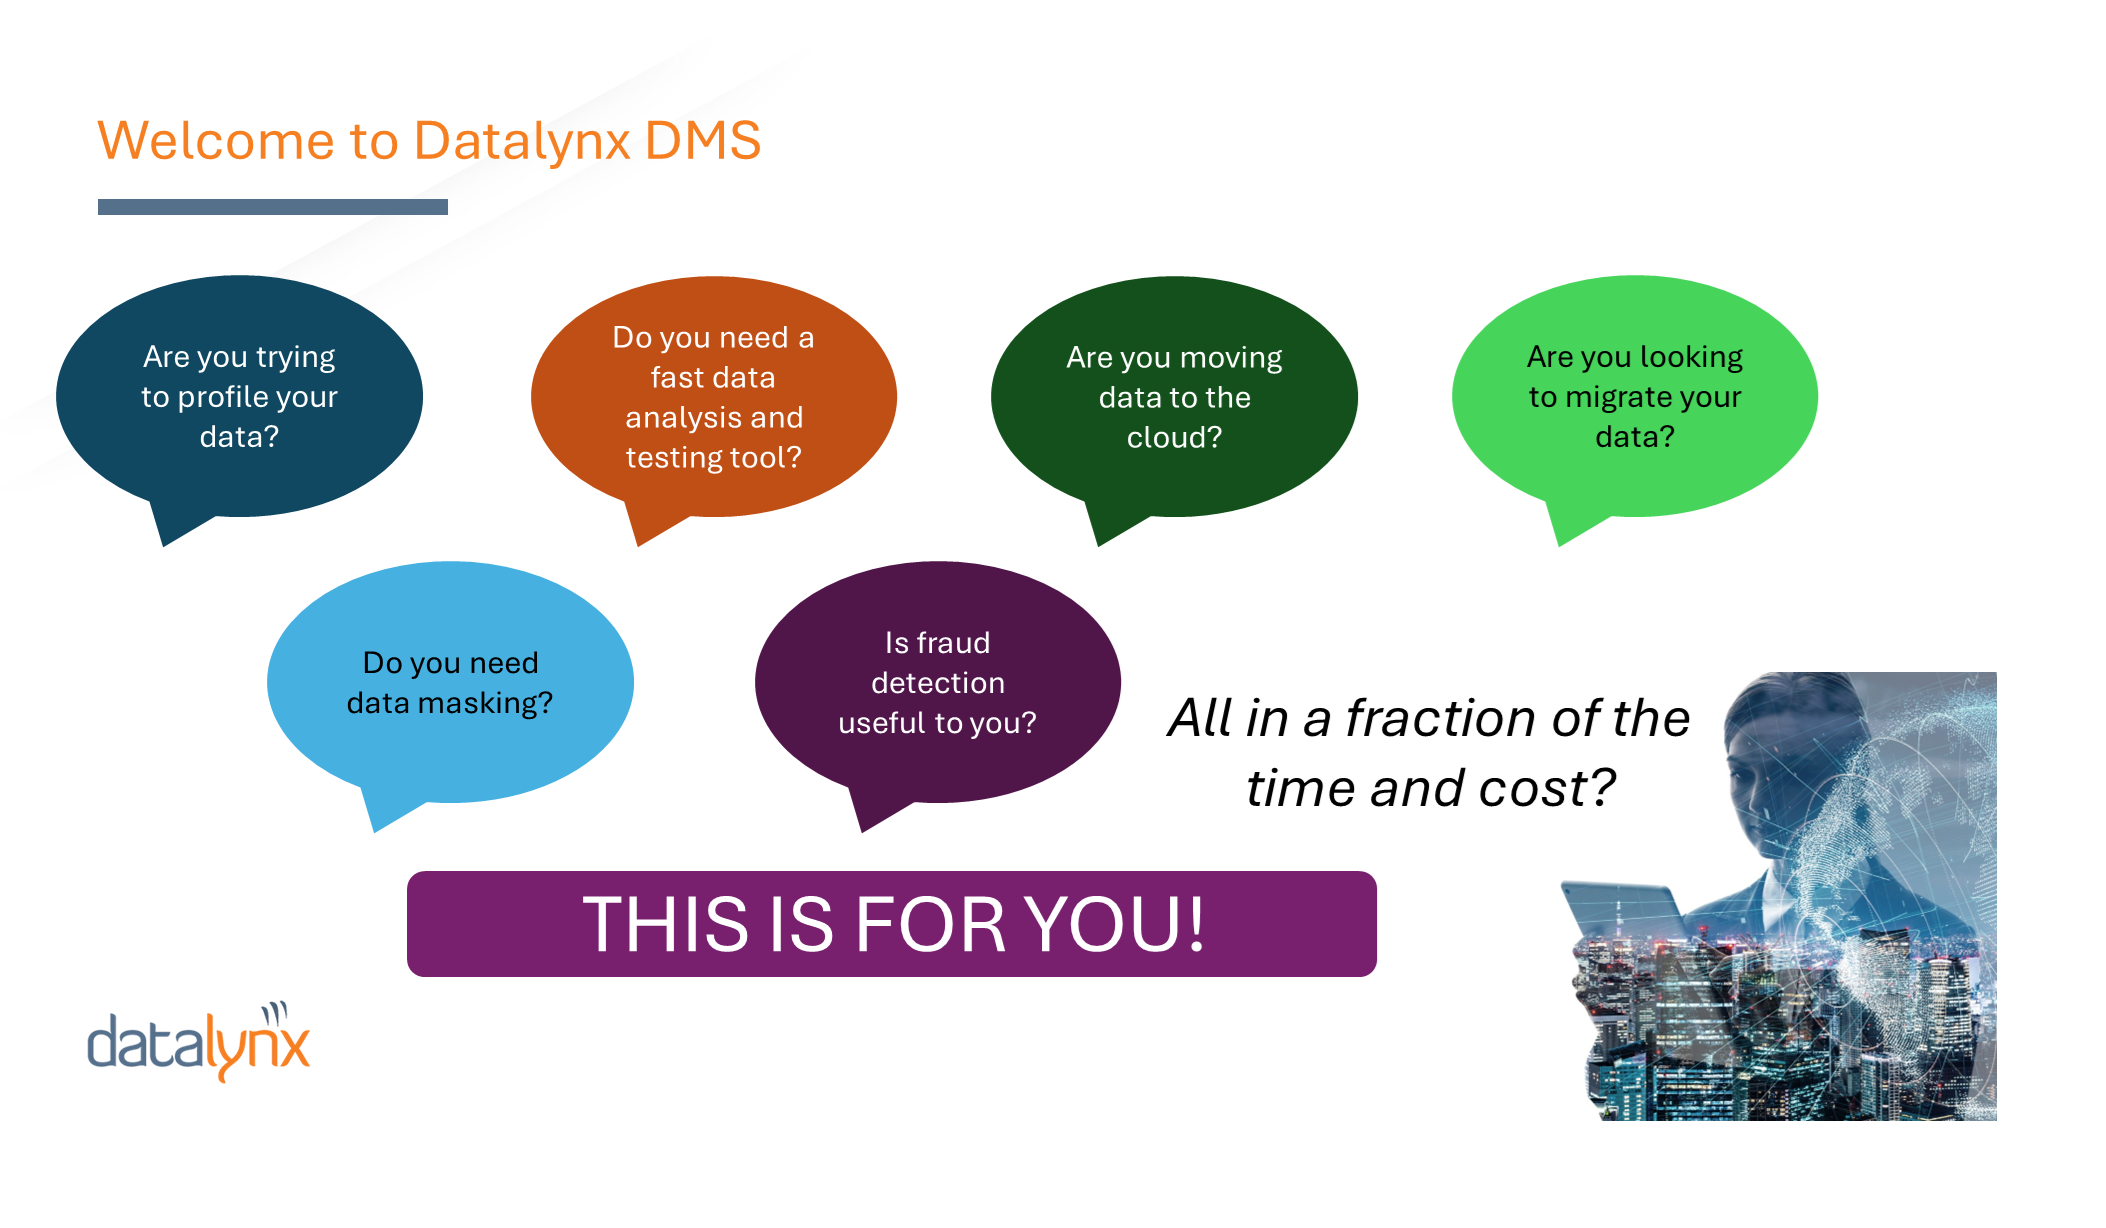 Welcome to Datalynx DMS
Are you trying
to profile your
data?
Do you need a
fast data
analysis and
testing tool?
Are you moving
data to the
cloud?
Are you looking
to migrate your
data?
Do you need
data masking?
Is fraud
detection
useful to you?
All in a fraction of the
time and cost?
THIS IS FOR YOU!
datalynx